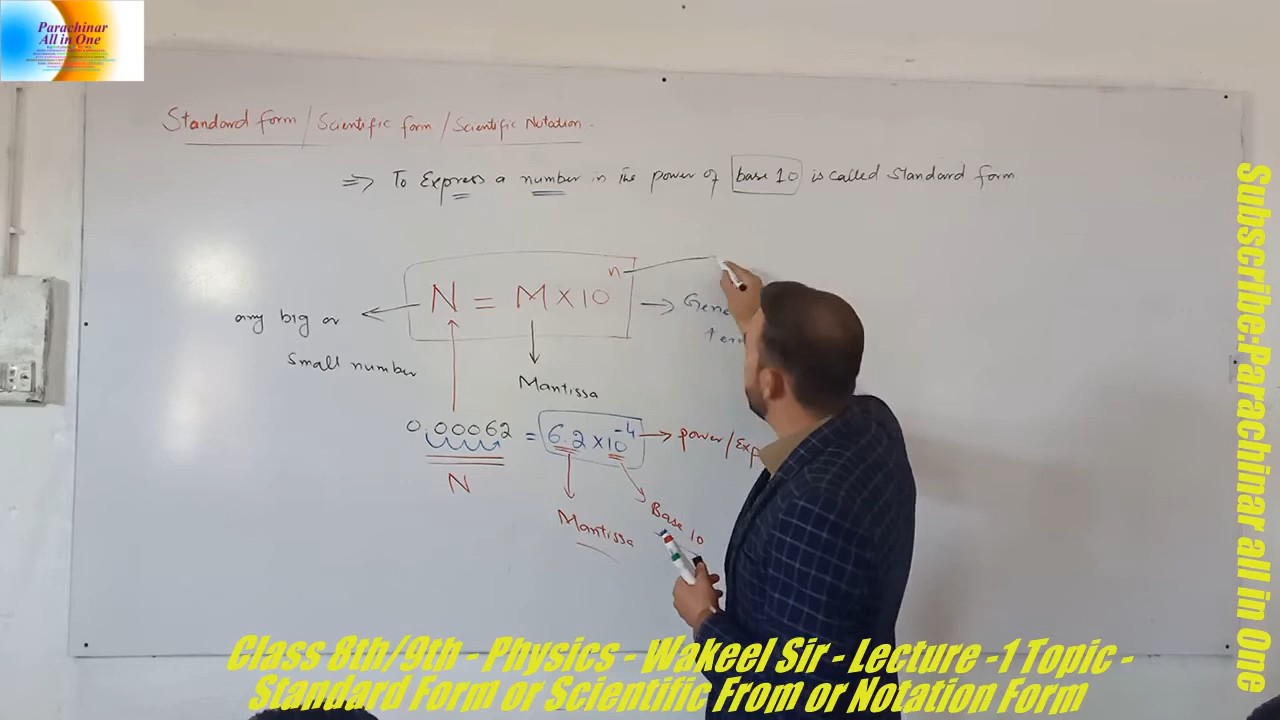 Parachinar
All in One
Standard form / Scientific form / Scientific Notation.
⇒ To Express a number in the power of base 10 is called Standard form
n
N = M × 10
any big or
Small number
Mantissa
0.00062 = 6.2 × 10⁻⁴ → power/Exp
N
Mantissa
Base 10
Class 8th/9th - Physics - Wakeel Sir - Lecture -1 Topic -
Standard Form or Scientific From or Notation Form
Subscribe:Parachinar all in One